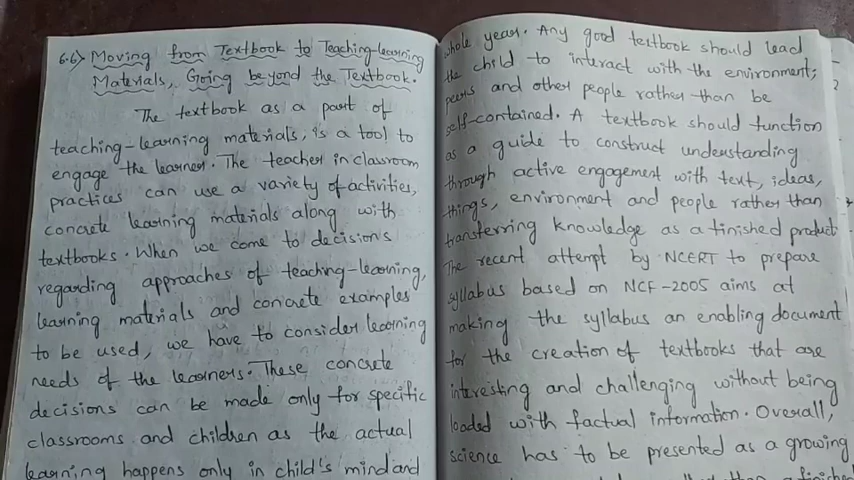 6.6) Moving from Textbook to Teaching-learning
Materials, Going beyond the Textbook.
The textbook as a part of
teaching-learning materials, is a tool to
engage the learner. The teacher in classroom
practices can use a variety of activities,
concrete learning materials along with
textbooks. When we come to decisions
regarding approaches of teaching-learning,
learning materials and concrete examples
to be used, we have to consider learning
needs of the learners. These concrete
decisions can be made only for specific
classrooms and children as the actual
learning happens only in child's mind and
whole year. Any good textbook should lead
the child to interact with the environment;
peers and other people rather than be
self-contained. A textbook should function
as a guide to construct understanding
through active engagement with text, ideas,
things, environment and people rather than
transferring knowledge as a finished product
The recent attempt by NCERT to prepare
syllabus based on NCF-2005 aims at
making the syllabus an enabling document
for the creation of textbooks that are
interesting and challenging without being
loaded with factual information. Overall,
science has to be presented as a growing